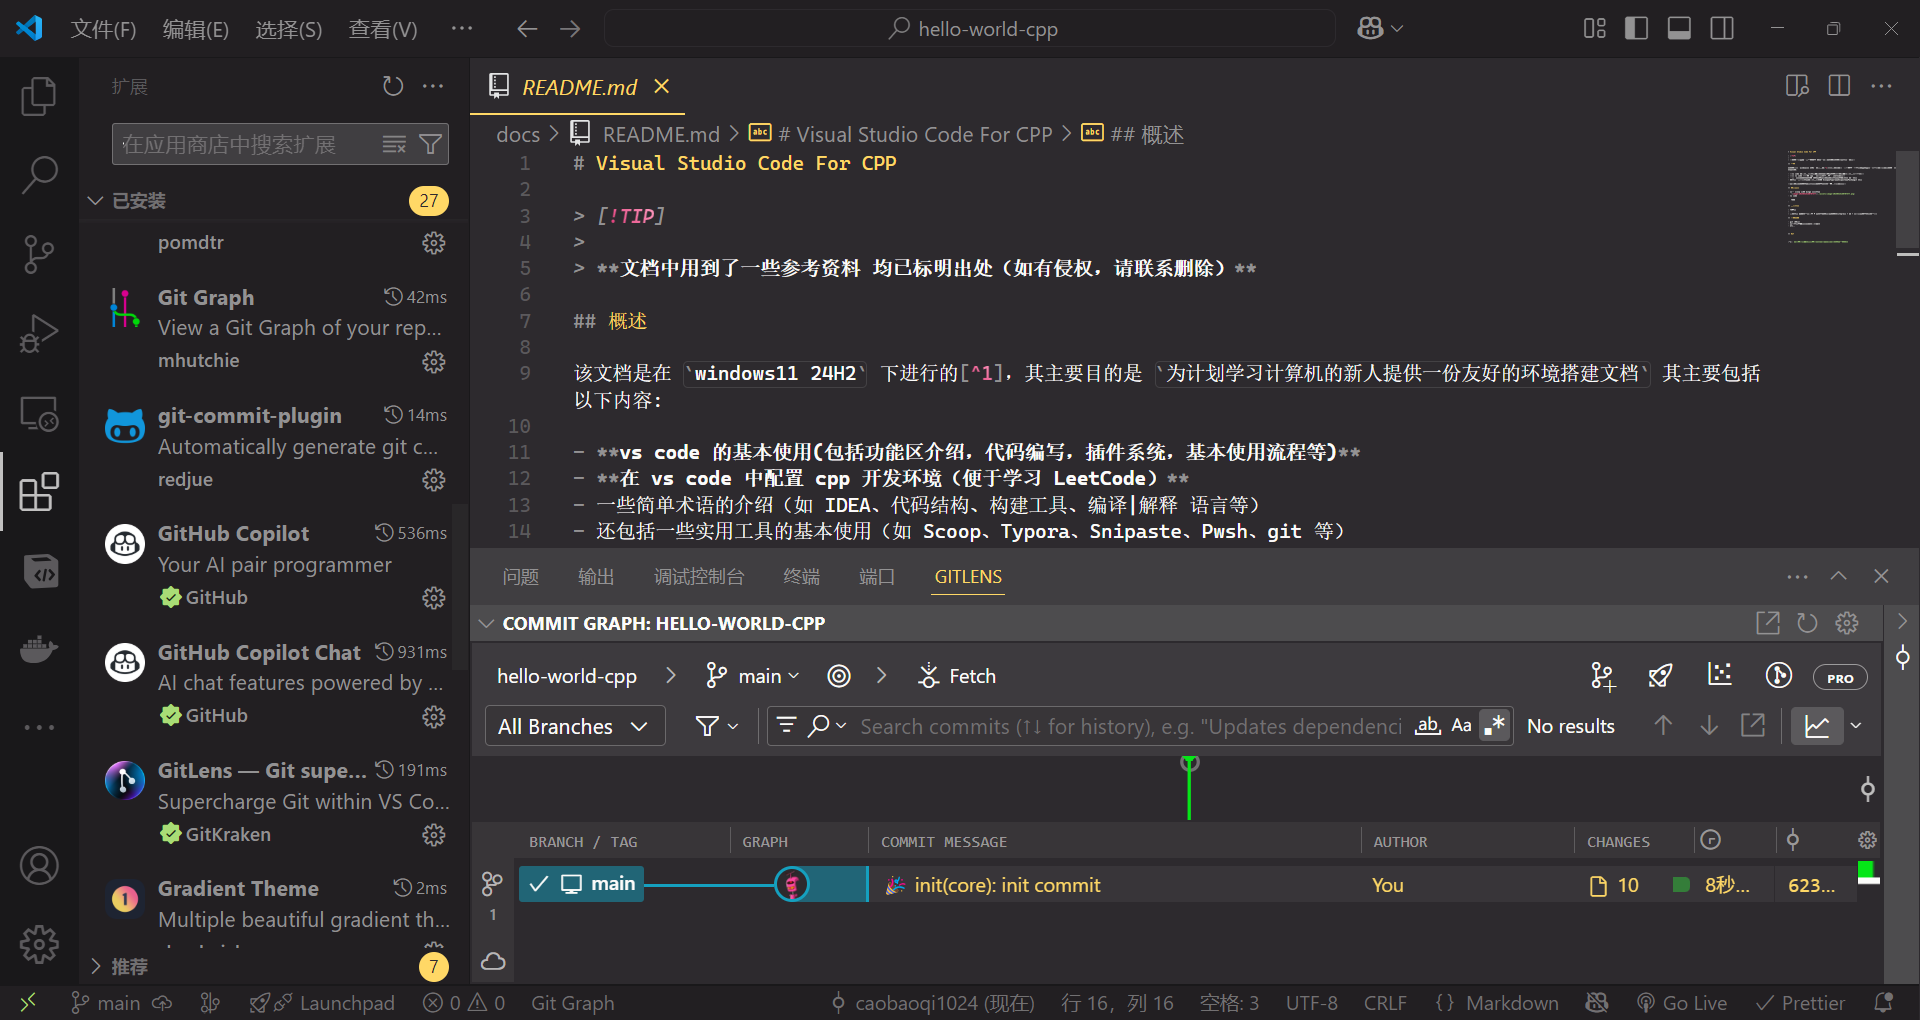 文件(F) 编辑(E) 选择(S) 查看(V) ··· hello-world-cpp
扩展
在应用商店中搜索扩展
已安装 27
pomdtr
Git Graph 42ms
View a Git Graph of your rep...
mhutchie
git-commit-plugin 14ms
Automatically generate git c...
redjue
GitHub Copilot 536ms
Your AI pair programmer
GitHub
GitHub Copilot Chat 931ms
AI chat features powered by ...
GitHub
GitLens — Git supe... 191ms
Supercharge Git within VS Co...
GitKraken
Gradient Theme 2ms
Multiple beautiful gradient th...
推荐 7
README.md
docs > README.md > # Visual Studio Code For CPP > ## 概述
1 # Visual Studio Code For CPP
2
3 > [!TIP]
4 >
5 > **文档中用到了一些参考资料 均已标明出处（如有侵权，请联系删除）**
6
7 ## 概述
8
9 该文档是在 `windows11 24H2` 下进行的[^1]，其主要目的是 `为计划学习计算机的新人提供一份友好的环境搭建文档` 其主要包括
以下内容：
10
11 - **vs code 的基本使用(包括功能区介绍，代码编写，插件系统，基本使用流程等)**
12 - **在 vs code 中配置 cpp 开发环境（便于学习 LeetCode）**
13 - 一些简单术语的介绍（如 IDEA、代码结构、构建工具、编译|解释 语言等）
14 - 还包括一些实用工具的基本使用（如 Scoop、Typora、Snipaste、Pwsh、git 等）
问题 输出 调试控制台 终端 端口 GITLENS
COMMIT GRAPH: HELLO-WORLD-CPP
hello-world-cpp > main > Fetch PRO
All Branches Search commits (↑↓ for history), e.g. "Updates dependenci ab Aa .* No results
BRANCH / TAG GRAPH COMMIT MESSAGE AUTHOR CHANGES
main init(core): init commit You 10 8秒... 623...
1
main Launchpad 0 0 Git Graph caobaoqi1024 (现在) 行 16，列 16 空格: 3 UTF-8 CRLF {} Markdown Go Live Prettier